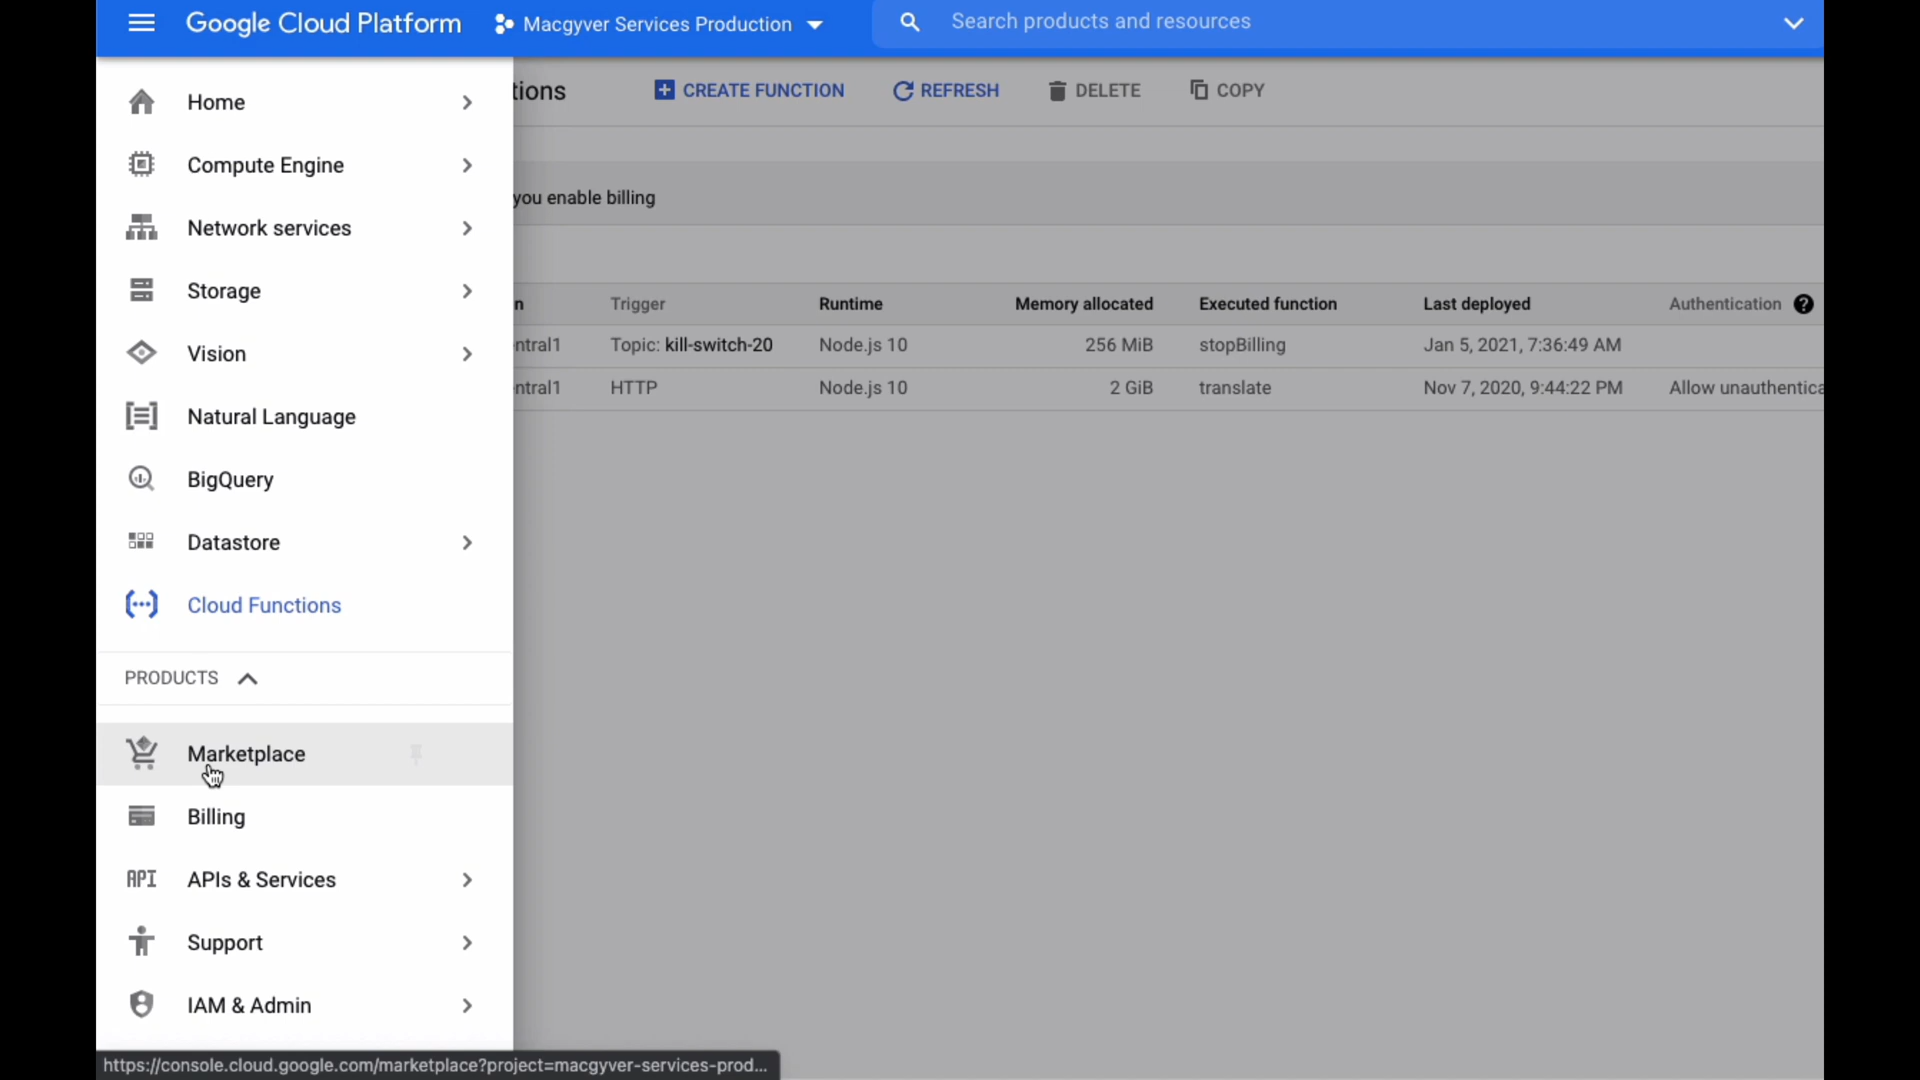 Google Cloud Platform Macgyver Services Production Search products and resources
tions CREATE FUNCTION REFRESH DELETE COPY
Home
Compute Engine
you enable billing
Network services
Storage
n Trigger Runtime Memory allocated Executed function Last deployed Authentication ?
ntral1 Topic: kill-switch-20 Node.js 10 256 MiB stopBilling Jan 5, 2021, 7:36:49 AM
ntral1 HTTP Node.js 10 2 GiB translate Nov 7, 2020, 9:44:22 PM Allow unauthentica
Vision
Natural Language
BigQuery
Datastore
Cloud Functions
PRODUCTS
Marketplace
Billing
API APIs & Services
Support
IAM & Admin
https://console.cloud.google.com/marketplace?project=macgyver-services-prod...